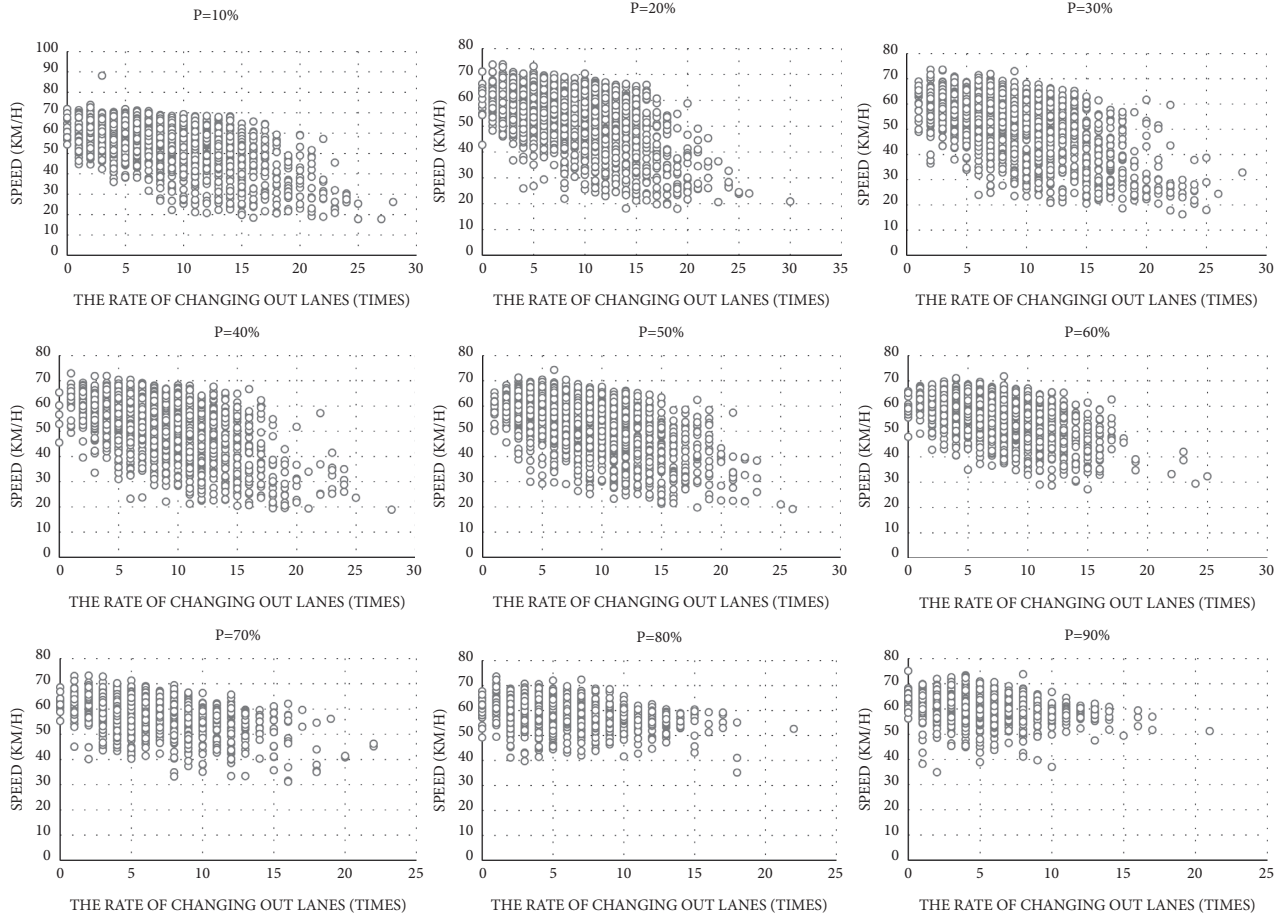 P=10%
SPEED (KM/H)
100
90
80
70
60
50
40
30
20
10
0
0 5 10 15 20 25 30
THE RATE OF CHANGING OUT LANES (TIMES)
P=20%
SPEED (KM/H)
80
70
60
50
40
30
20
10
0
0 5 10 15 20 25 30 35
THE RATE OF CHANGING OUT LANES (TIMES)
P=30%
SPEED (KM/H)
80
70
60
50
40
30
20
10
0
0 5 10 15 20 25 30
THE RATE OF CHANGINGI OUT LANES (TIMES)
P=40%
SPEED (KM/H)
80
70
60
50
40
30
20
10
0
0 5 10 15 20 25 30
THE RATE OF CHANGING OUT LANES (TIMES)
P=50%
SPEED (KM/H)
80
70
60
50
40
30
20
10
0
0 5 10 15 20 25 30
THE RATE OF CHANGING OUT LANES (TIMES)
P=60%
SPEED (KM/H)
80
70
60
50
40
30
20
10
0
0 5 10 15 20 25 30
THE RATE OF CHANGING OUT LANES (TIMES)
P=70%
SPEED (KM/H)
80
70
60
50
40
30
20
10
0
0 5 10 15 20 25
THE RATE OF CHANGING OUT LANES (TIMES)
P=80%
SPEED (KM/H)
80
70
60
50
40
30
20
10
0
0 5 10 15 20 25
THE RATE OF CHANGING OUT LANES (TIMES)
P=90%
SPEED (KM/H)
80
70
60
50
40
30
20
10
0
0 5 10 15 20 25
THE RATE OF CHANGING OUT LANES (TIMES)